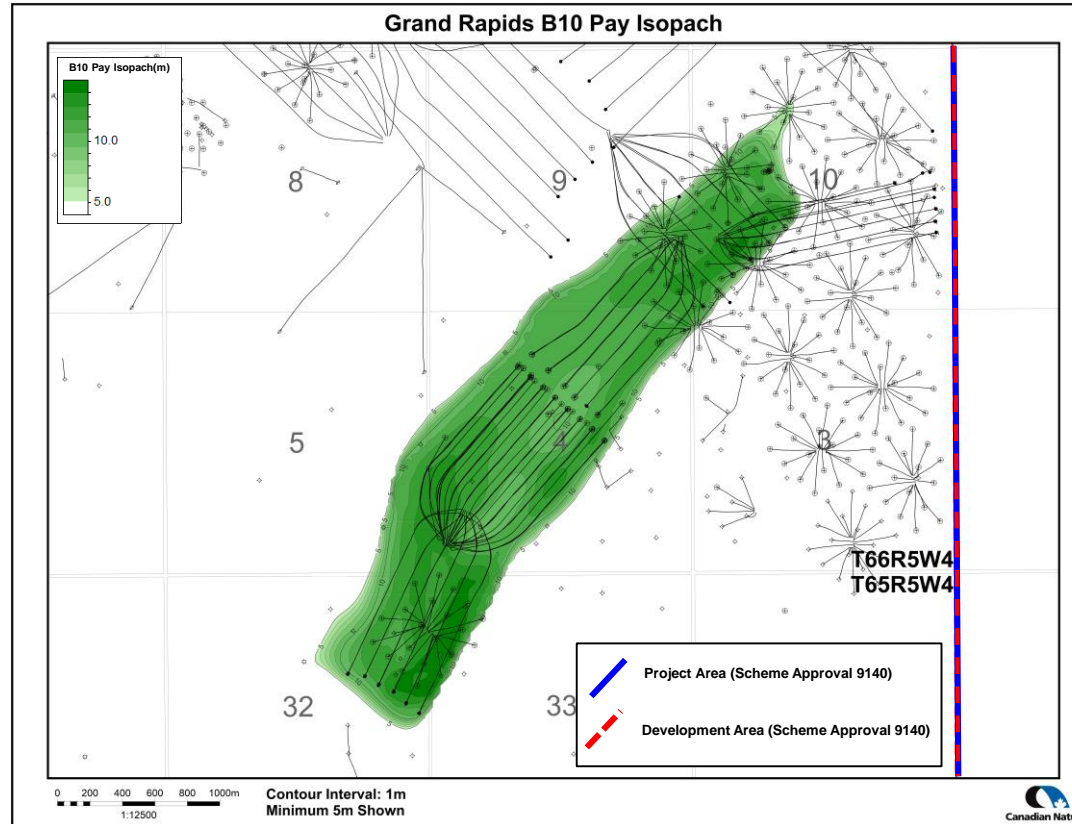 Grand Rapids B10 Pay Isopach
B10 Pay Isopach(m)
10.0
5.0
8
9
10
5
4
3
T66R5W4
T65R5W4
32
33
Project Area (Scheme Approval 9140)
Development Area (Scheme Approval 9140)
0 200 400 600 800 1000m
1:12500
Contour Interval: 1m
Minimum 5m Shown
Canadian Natu